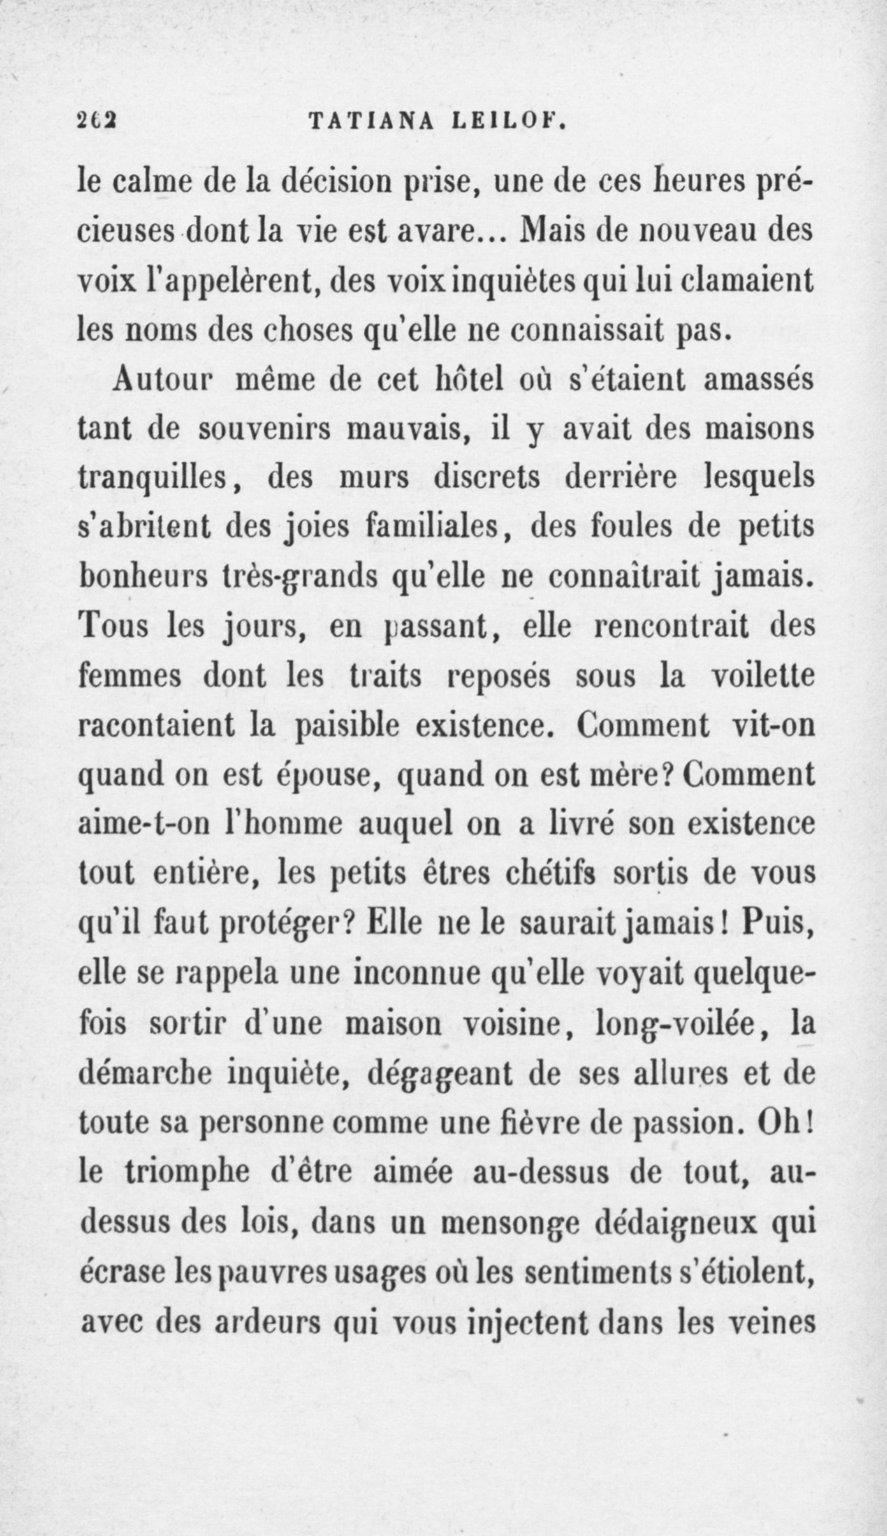 262 TATIANA LEILOF.
le calme de la décision prise, une de ces heures pré-
cieuses dont la vie est avare... Mais de nouveau des
voix l'appelèrent, des voix inquiètes qui lui clamaient
les noms des choses qu'elle ne connaissait pas.
Autour même de cet hôtel où s'étaient amassés
tant de souvenirs mauvais, il y avait des maisons
tranquilles, des murs discrets derrière lesquels
s'abritent des joies familiales, des foules de petits
bonheurs très-grands qu'elle ne connaîtrait jamais.
Tous les jours, en passant, elle rencontrait des
femmes dont les traits reposés sous la voilette
racontaient la paisible existence. Comment vit-on
quand on est épouse, quand on est mère? Comment
aime-t-on l'homme auquel on a livré son existence
tout entière, les petits êtres chétifs sortis de vous
qu'il faut protéger? Elle ne le saurait jamais! Puis,
elle se rappela une inconnue qu'elle voyait quelque-
fois sortir d'une maison voisine, long-voilée, la
démarche inquiète, dégageant de ses allures et de
toute sa personne comme une fièvre de passion. Oh!
le triomphe d'être aimée au-dessus de tout, au-
dessus des lois, dans un mensonge dédaigneux qui
écrase les pauvres usages où les sentiments s'étiolent,
avec des ardeurs qui vous injectent dans les veines